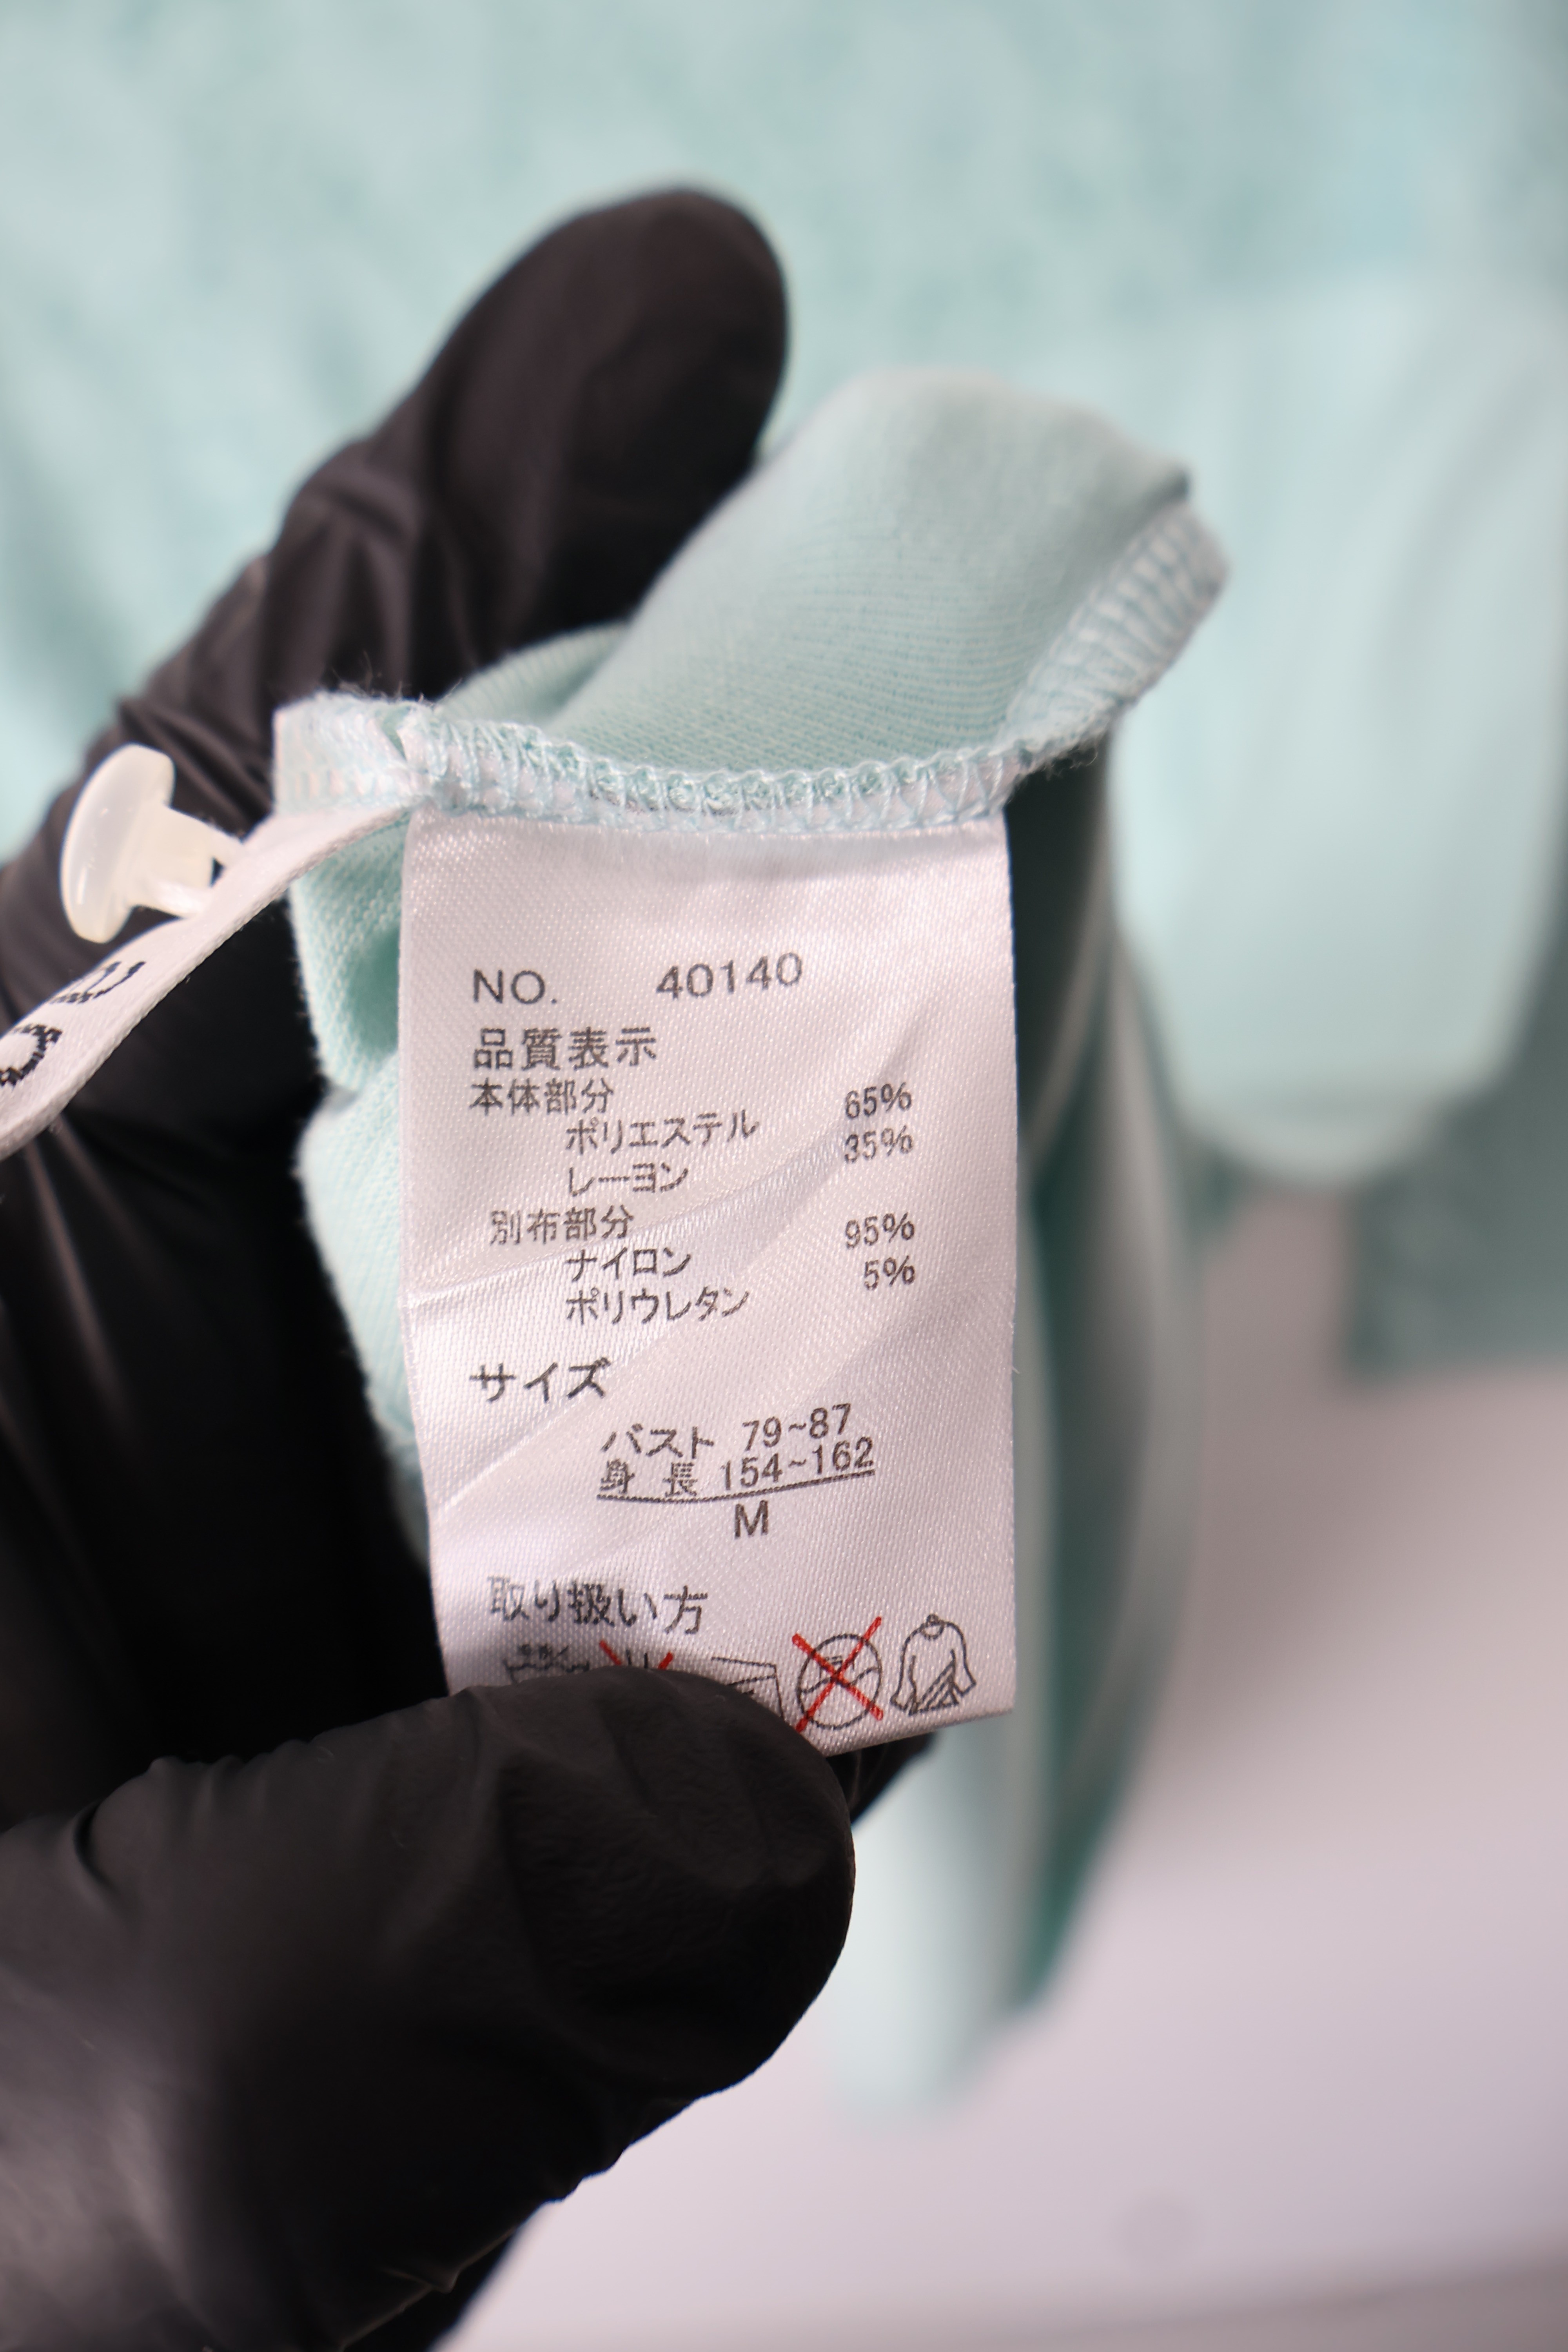 NO. 40140
品質表示
本体部分
ポリエステル 65%
レーヨン 35%
別布部分
ナイロン 95%
ポリウレタン 5%
サイズ
バスト 79~87
身 長 154~162
M
取り扱い方